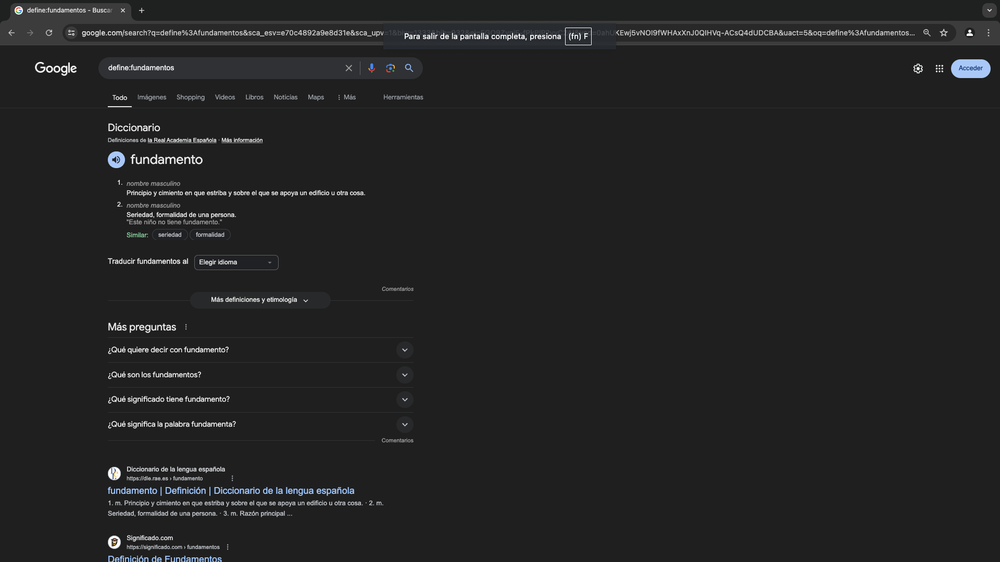 define:fundamentos - Buscar
google.com/search?q=define%3Afundamentos&sca_esv=e70c4892a9e8d31e&sca_upv=1&
Para salir de la pantalla completa, presiona (fn) F
=0ahUKEwj5vNOI9fWHAxXnJ0QIHVq-ACsQ4dUDCBA&uact=5&oq=define%3Afundamentos...
Google
define:fundamentos
Acceder
Todo Imágenes Shopping Videos Libros Noticias Maps Más Herramientas
Diccionario
Definiciones de la Real Academia Española · Más información
fundamento
1. nombre masculino
Principio y cimiento en que estriba y sobre el que se apoya un edificio u otra cosa.
2. nombre masculino
Seriedad, formalidad de una persona.
"Este niño no tiene fundamento."
Similar: seriedad formalidad
Traducir fundamentos al Elegir idioma
Comentarios
Más definiciones y etimología
Más preguntas
¿Qué quiere decir con fundamento?
¿Qué son los fundamentos?
¿Qué significado tiene fundamento?
¿Qué significa la palabra fundamenta?
Comentarios
Diccionario de la lengua española
https://dle.rae.es › fundamento
fundamento | Definición | Diccionario de la lengua española
1. m. Principio y cimiento en que estriba y sobre el que se apoya un edificio u otra cosa. · 2. m.
Seriedad, formalidad de una persona. · 3. m. Razón principal ...
Significado.com
https://significado.com › fundamentos
Definición de Fundamentos